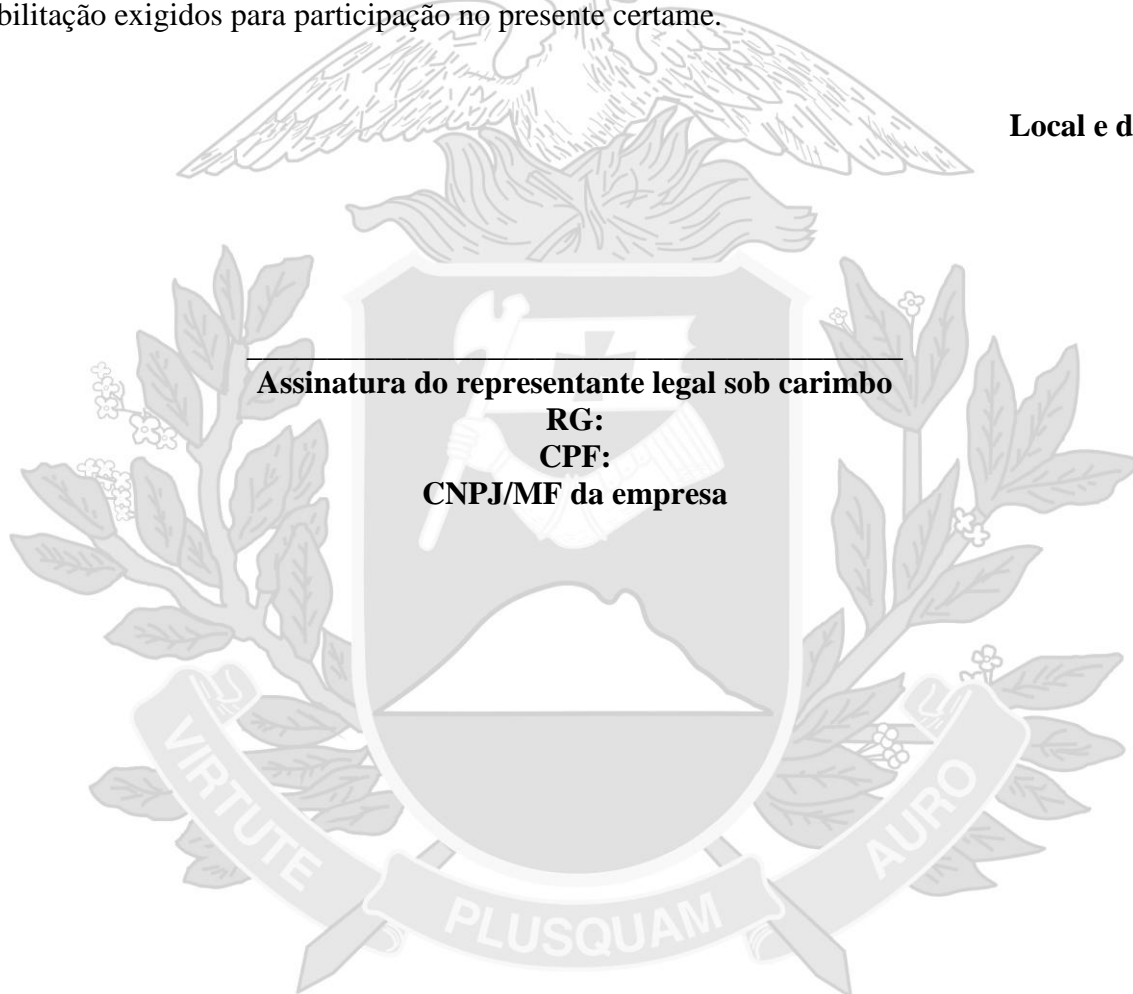 bilitação exigidos para participação no presente certame.
Local e d
Assinatura do representante legal sob carimbo
RG:
CPF:
CNPJ/MF da empresa
VIRTUTE PLUSQUAM AURO